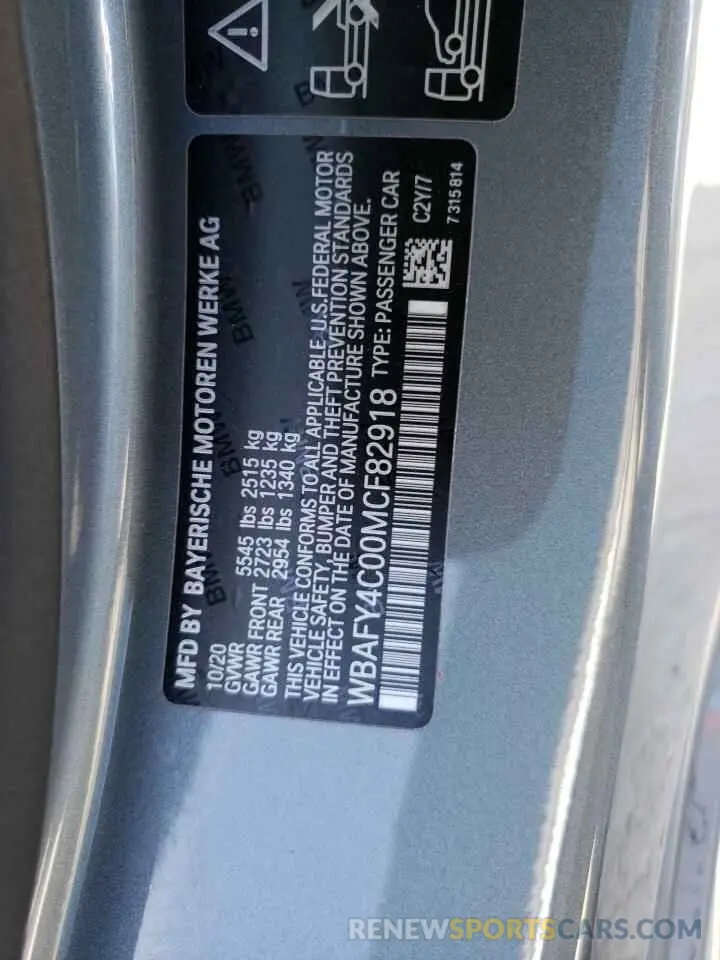 MFD BY BAYERISCHE MOTOREN WERKE AG
10/20
GVWR 5545 lbs 2515 kg
GAWR FRONT 2723 lbs 1235 kg
GAWR REAR 2954 lbs 1340 kg
THIS VEHICLE CONFORMS TO ALL APPLICABLE U.S.FEDERAL MOTOR
VEHICLE SAFETY, BUMPER AND THEFT PREVENTION STANDARDS
IN EFFECT ON THE DATE OF MANUFACTURE SHOWN ABOVE.
WBAFY4C00MCF82918 TYPE: PASSENGER CAR
C2Y/7
7315814
RENEWSPORTSCARS.COM